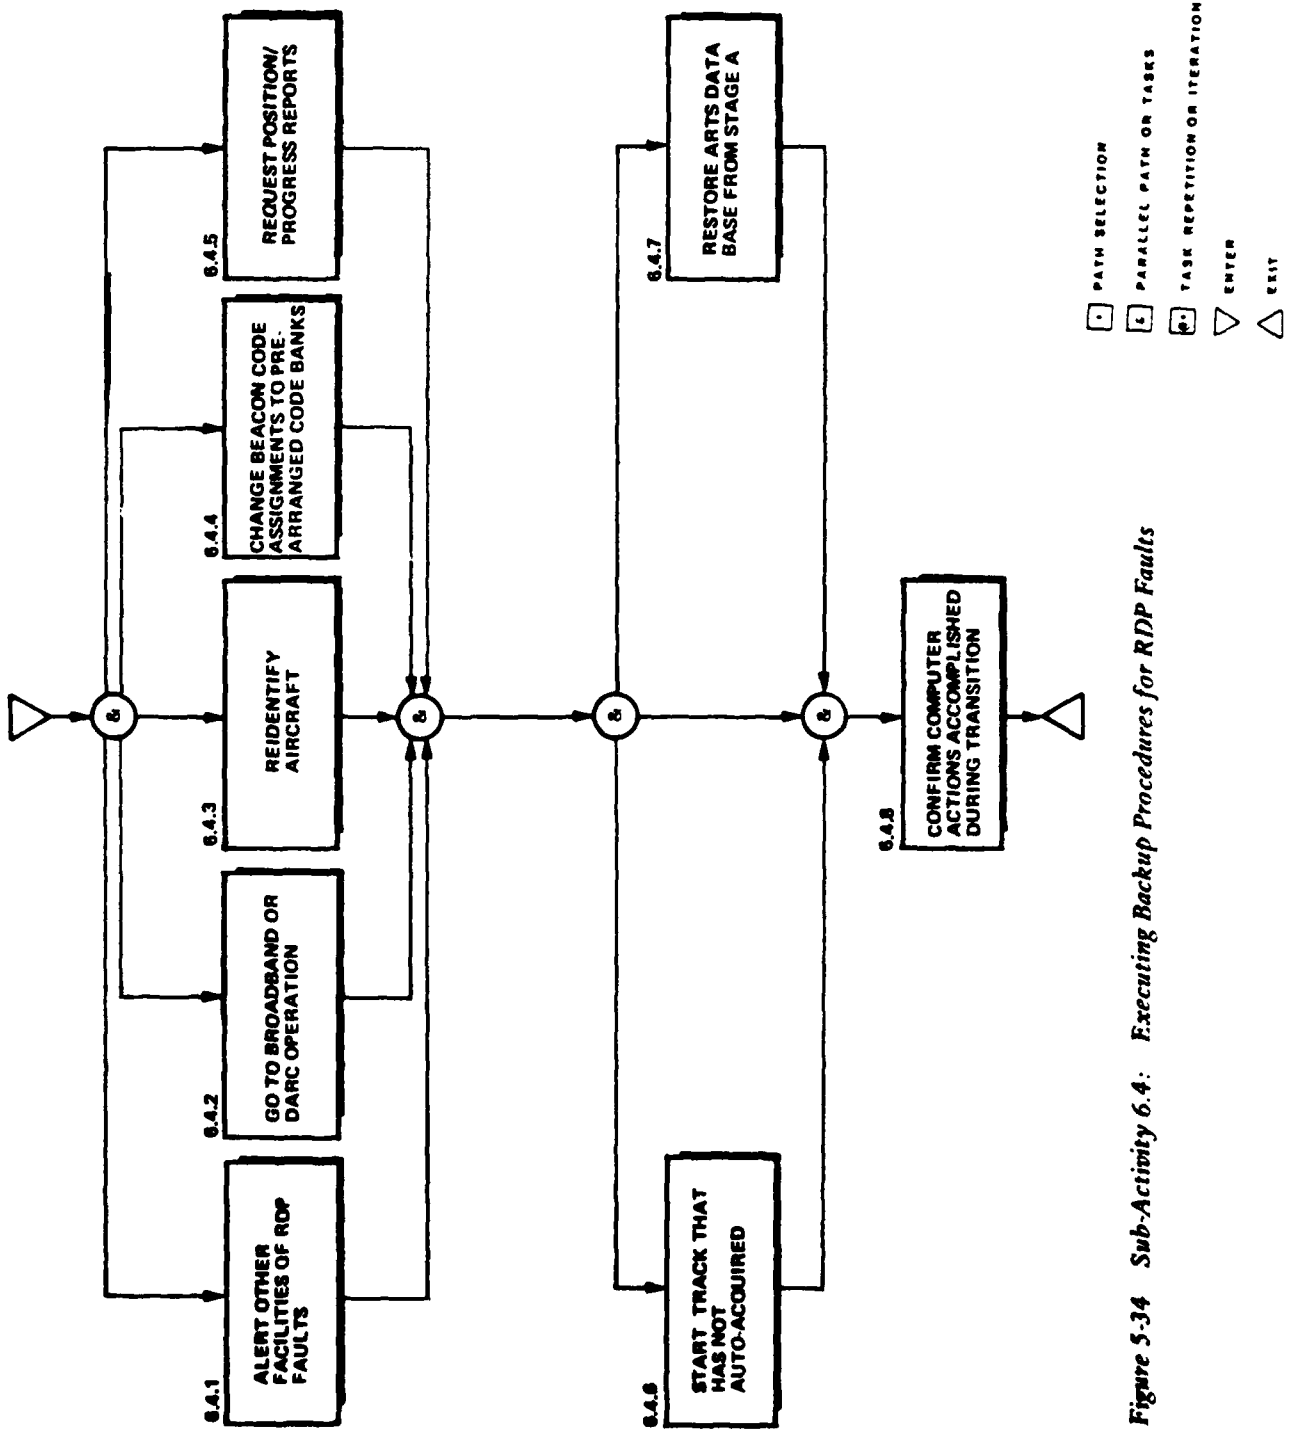 &
6.4.1
ALERT OTHER
FACILITIES OF RDP
FAULTS
6.4.2
GO TO BROADBAND OR
DARC OPERATION
6.4.3
REIDENTIFY
AIRCRAFT
6.4.4
CHANGE BEACON CODE
ASSIGNMENTS TO PRE-
ARRANGED CODE BANKS
6.4.5
REQUEST POSITION/
PROGRESS REPORTS
&
&
6.4.6
START TRACK THAT
HAS NOT
AUTO-ACQUIRED
6.4.7
RESTORE ARTS DATA
BASE FROM STAGE A
&
6.4.8
CONFIRM COMPUTER
ACTIONS ACCOMPLISHED
DURING TRANSITION
PATH SELECTION
& PARALLEL PATH OR TASKS
TASK REPETITION OR ITERATION
ENTER
EXIT
Figure 5-34 Sub-Activity 6.4: Executing Backup Procedures for RDP Faults